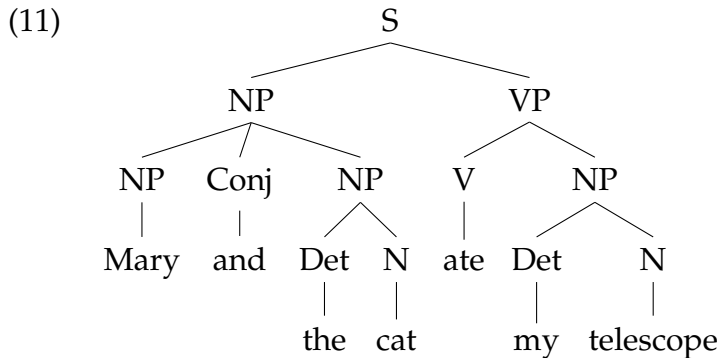 (11) S
NP VP
NP Conj NP V NP
Mary and Det N ate Det N
the cat my telescope